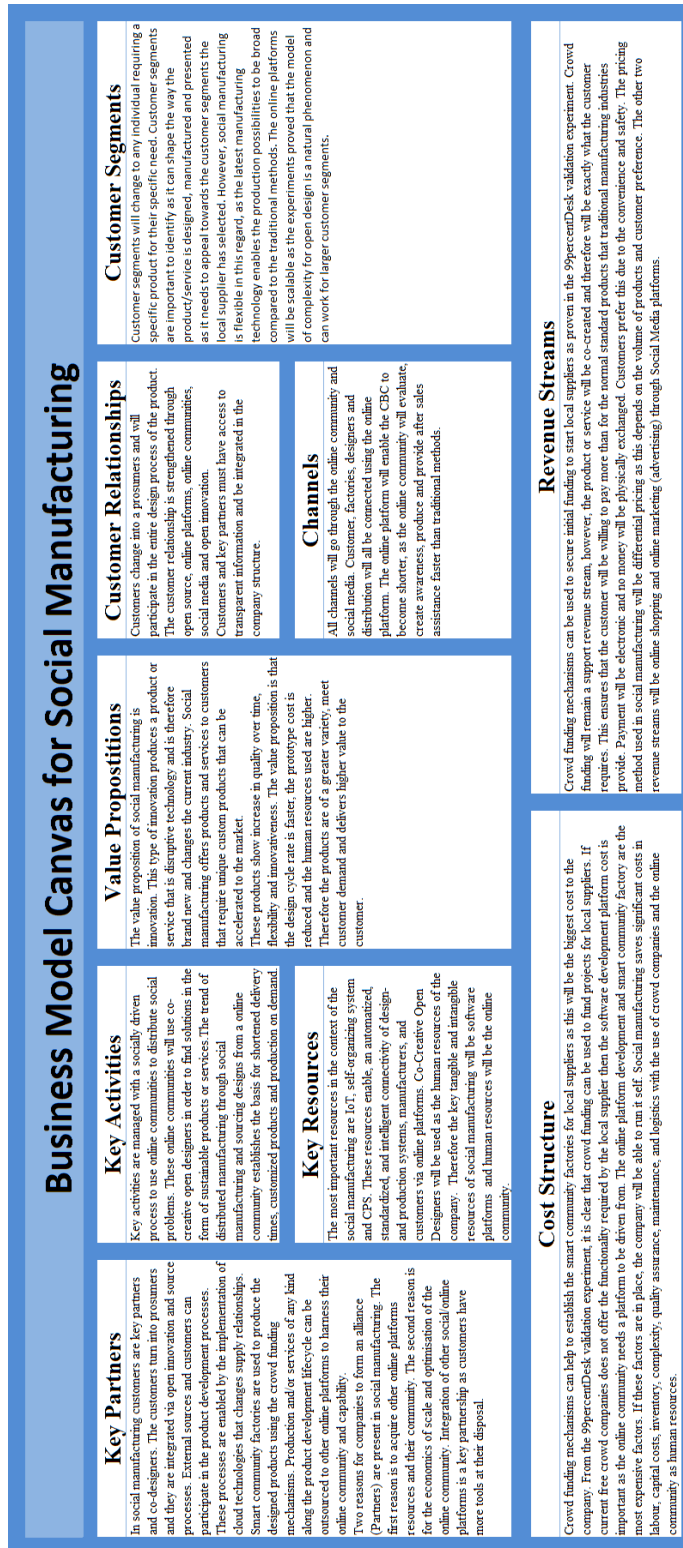 Business Model Canvas for Social Manufacturing
Key Partners
In social manufacturing customers are key partners
and co-designers. The customers turn into prosumers
and they are integrated via open innovation and source
processes. External sources and customers can
participate in the product development processes.
These processes are enabled by the implementation of
cloud technologies that changes supply relationships.
Smart community factories are used to produce the
designed products using the crowd funding
mechanisms. Production and/or services of any kind
along the product development lifecycle can be
outsourced to other online platforms to harness their
online community and capability.
Two reasons for companies to form an alliance
(Partners) are present in social manufacturing. The
first reason is to acquire other online platforms
resources and their community. The second reason is
for the economics of scale and optimisation of the
online community. Integration of other social/online
platforms is a key partnership as customers have
more tools at their disposal.
Key Activities
Key activities are managed with a socially driven
process to use online communities to distribute social
problems. These online communities will use co-
creative open designers in order to find solutions in the
form of sustainable products or services. The trend of
distributed manufacturing through social
manufacturing and sourcing designs from a online
community establishes the basis for shortened delivery
times, customized products and production on demand.
Key Resources
The most important resources in the context of the
social manufacturing are IoT, self-organizing system
and CPS. These resources enable, an automatized,
standardized, and intelligent connectivity of design-
and production systems, manufacturers, and
customers via online platforms. Co-Creative Open
Designers will be used as the human resources of the
company. Therefore the key tangible and intangible
resources of social manufacturing will be software
platforms and human resources will be the online
community.
Value Propostitions
The value proposition of social manufacturing is
innovation. This type of innovation produces a product or
service that is disruptive technology and is therefore
brand new and changes the current industry. Social
manufacturing offers products and services to customers
that require unique custom products that can be
accelerated to the market.
These products show increase in quality over time,
flexibility and innovativeness. The value proposition is that
the design cycle rate is faster, the prototype cost is
reduced and the human resources used are higher.
Therefore the products are of a greater variety, meet
customer demand and delivers higher value to the
customer.
Customer Relationships
Customers change into a prosumers and will
participate in the entire design process of the product.
The customer relationship is strengthened through
open source, online platforms, online communities,
social media and open innovation.
Customers and key partners must have access to
transparent information and be integrated in the
company structure.
Channels
All channels will go through the online community and
social media. Customer, factories, designers and
distribution will all be connected using the online
platform. The online platform will enable the CBC to
become shorter, as the online community will evaluate,
create awareness, produce and provide after sales
assistance faster than traditional methods.
Customer Segments
Customer segments will change to any individual requiring a
specific product for their specific need. Customer segments
are important to identify as it can shape the way the
product/service is designed, manufactured and presented
as it needs to appeal towards the customer segments the
local supplier has selected. However, social manufacturing
is flexible in this regard, as the latest manufacturing
technology enables the production possibilities to be broad
compared to the traditional methods. The online platforms
will be scalable as the experiments proved that the model
of complexity for open design is a natural phenomenon and
can work for larger customer segments.
Cost Structure
Crowd funding mechanisms can help to establish the smart community factories for local suppliers as this will be the biggest cost to the
company. From the 99percentDesk validation experiment, it is clear that crowd funding can be used to fund projects for local suppliers. If
current free crowd companies does not offer the functionality required by the local supplier then the software development platform cost is
important as the online community needs a platform to be driven from. The online platform development and smart community factory are the
most expensive factors. If these factors are in place, the company will be able to run it self. Social manufacturing saves significant costs in
labour, capital costs, inventory, complexity, quality assurance, maintenance, and logistics with the use of crowd companies and the online
community as human resources.
Revenue Streams
Crowd funding mechanisms can be used to secure initial funding to start local suppliers as proven in the 99percentDesk validation experiment. Crowd
funding will remain a support revenue stream, however, the product or service will be co-created and therefore will be exactly what the customer
requires. This ensures that the customer will be willing to pay more than for the normal standard products that traditional manufacturing industries
provide. Payment will be electronic and no money will be physically exchanged. Customers prefer this due to the convenience and safety. The pricing
method used in social manufacturing will be differential pricing as this depends on the volume of products and customer preference. The other two
revenue streams will be online shopping and online marketing (advertising) through Social Media platforms.